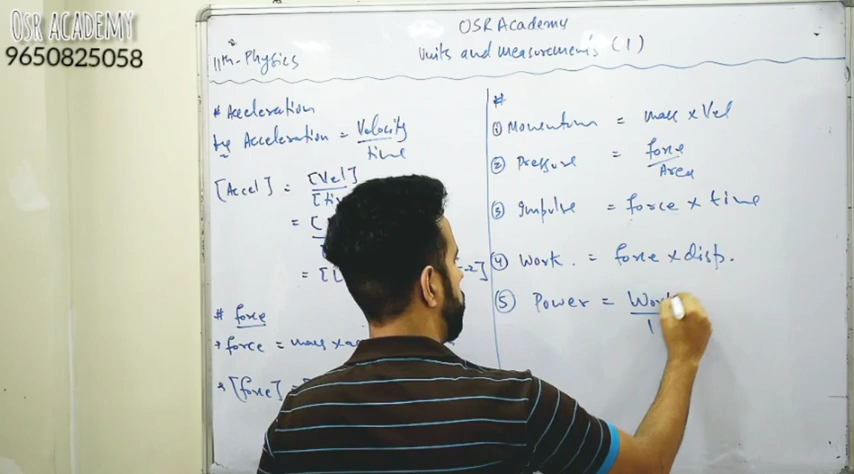 OSR ACADEMY
9650825058
OSR Academy
11th-Physics
Units and measurements (1)
# Acceleration
Acceleration = Velocity
time
[Accel] = [Vel]
= [
= [L -2]
# force
* force = mass x a
* [force] =
#
① Momentum = mass x Vel
② Pressure = force
Area
③ Impulse = force x time
④ Work. = force x disp.
⑤ Power = Work